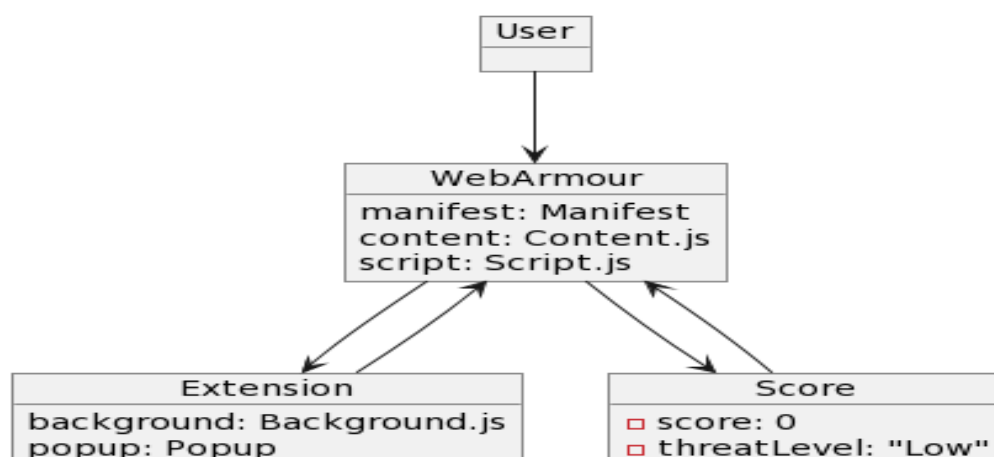 User
WebArmour
manifest: Manifest
content: Content.js
script: Script.js
Extension
background: Background.js
popup: Popup
Score
score: 0
threatLevel: "Low"